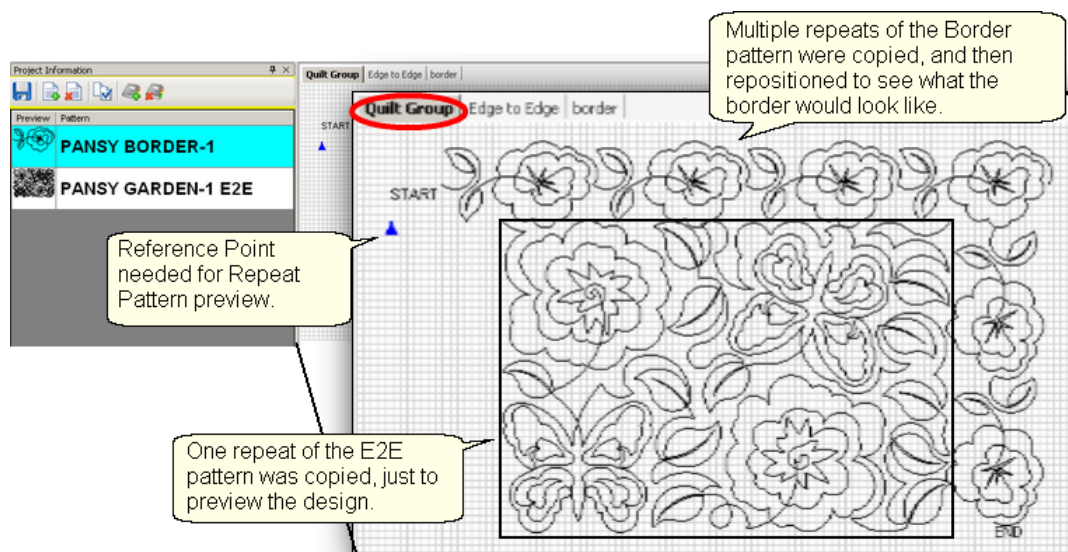 Multiple repeats of the Border
pattern were copied, and then
repositioned to see what the
border would look like.
Project Information
Quilt Group Edge to Edge border
Preview Pattern
PANSY BORDER-1
PANSY GARDEN-1 E2E
START
Quilt Group Edge to Edge border
START
Reference Point
needed for Repeat
Pattern preview.
One repeat of the E2E
pattern was copied, just to
preview the design.
END